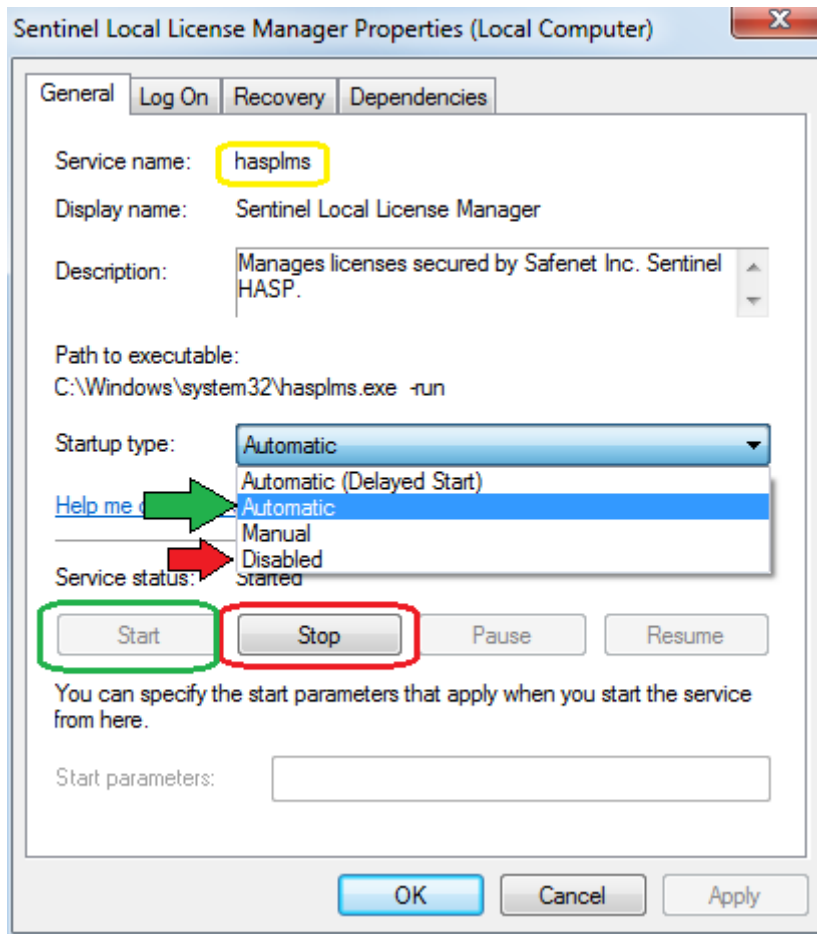 Sentinel Local License Manager Properties (Local Computer)
General Log On Recovery Dependencies
Service name: hasplms
Display name: Sentinel Local License Manager
Description: Manages licenses secured by Safenet Inc. Sentinel
HASP.
Path to executable:
C:\Windows\system32\hasplms.exe -run
Startup type: Automatic
Automatic (Delayed Start)
Help me Automatic
Manual
Disabled
Service status: Started
Start Stop Pause Resume
You can specify the start parameters that apply when you start the service
from here.
Start parameters:
OK Cancel Apply